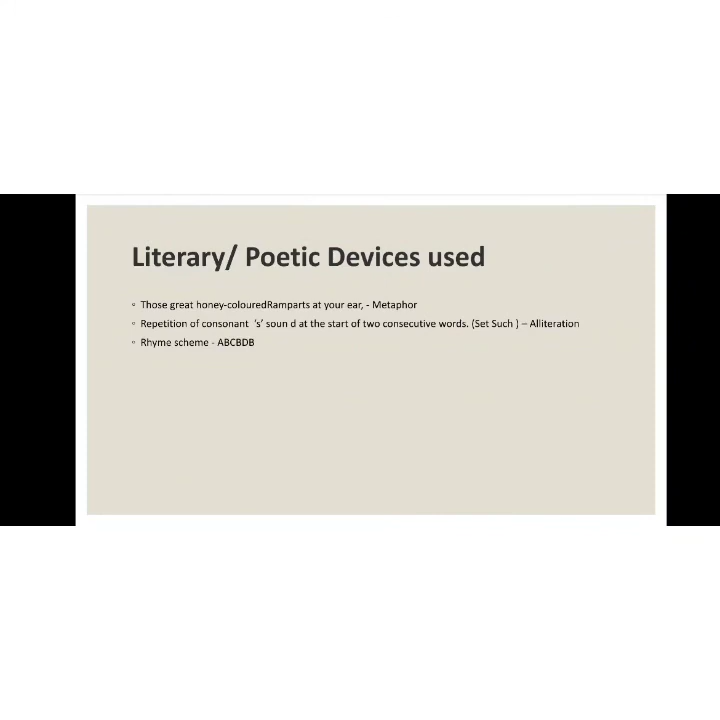 Literary/ Poetic Devices used
◦ Those great honey-colouredRamparts at your ear, - Metaphor
◦ Repetition of consonant  ‘s’ soun d at the start of two consecutive words. (Set Such ) – Alliteration
◦ Rhyme scheme - ABCBDB